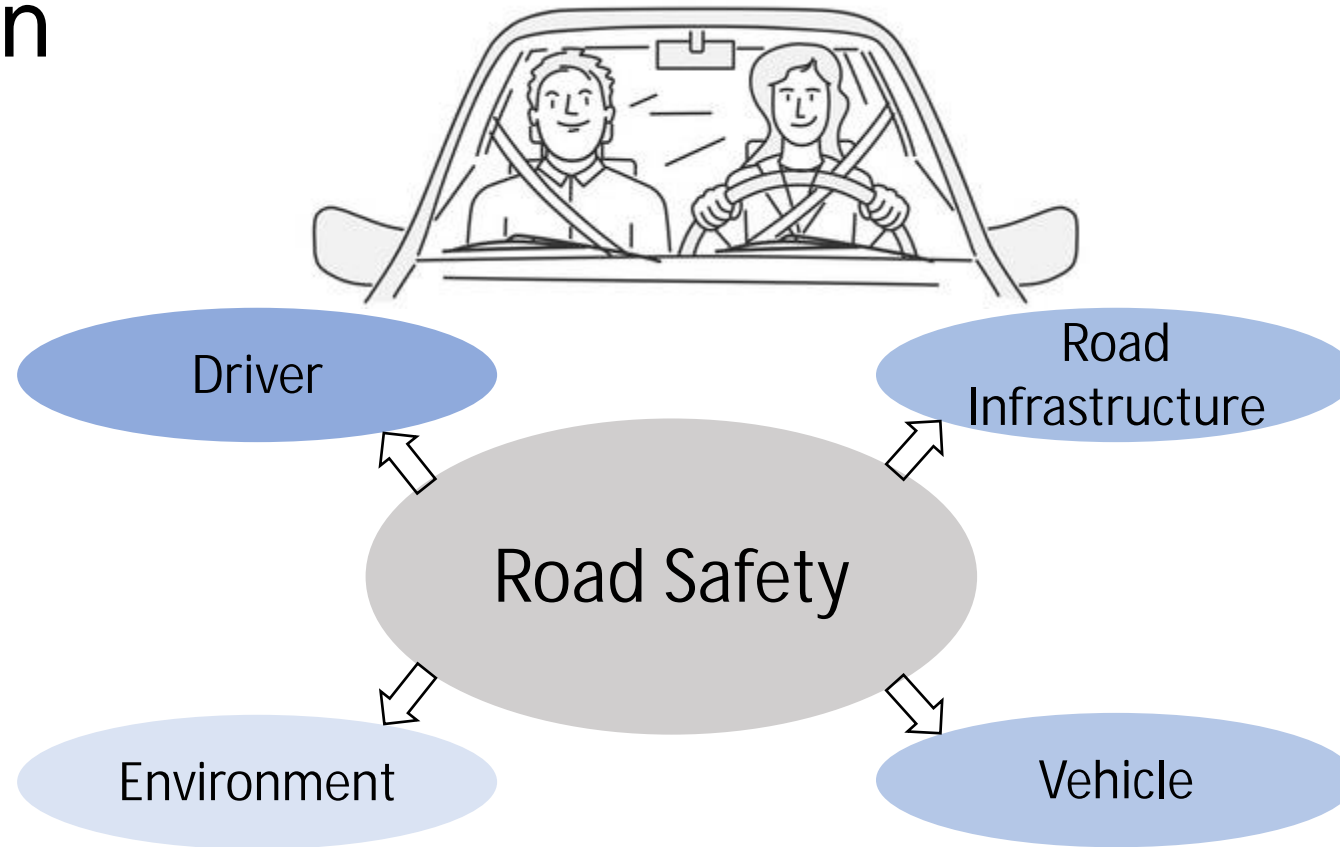 n
Driver
Road
Infrastructure
Road Safety
Environment
Vehicle